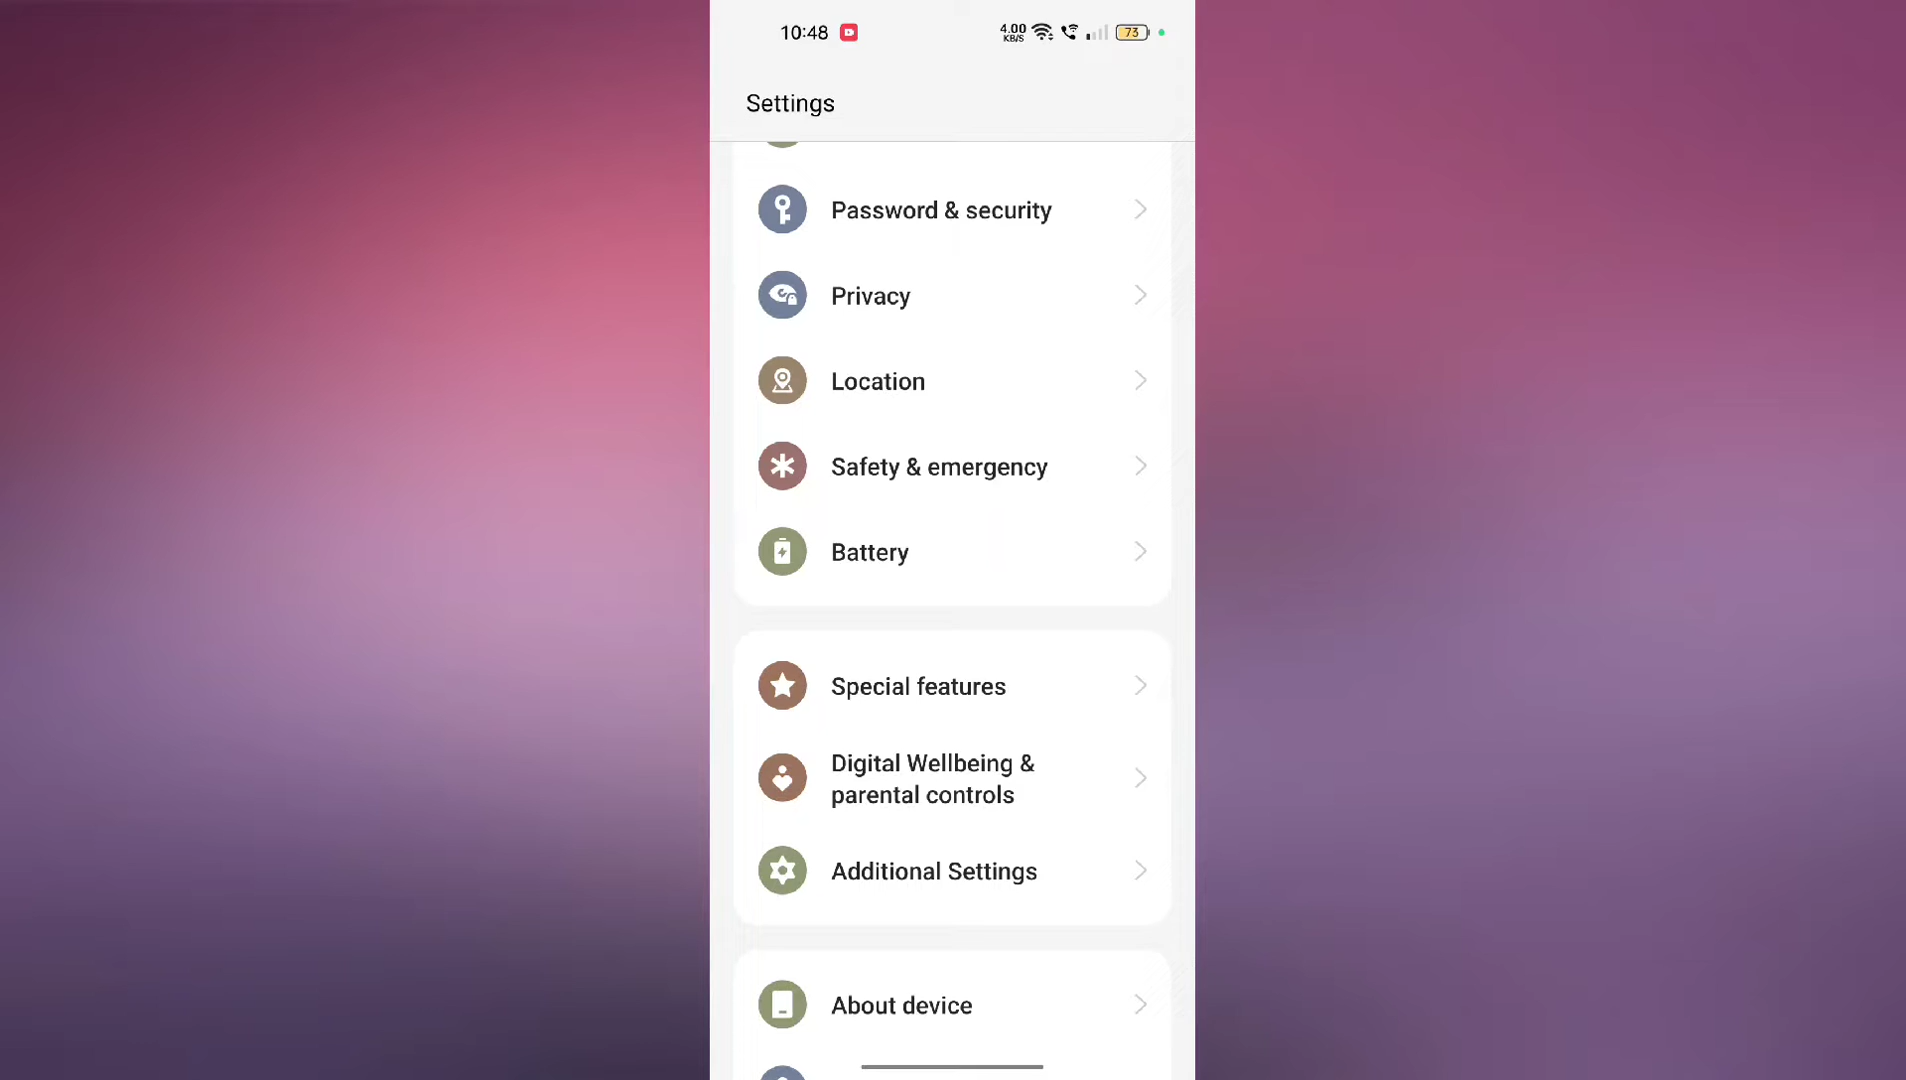 10:48
4.00
KB/S
73
Settings
Password & security
Privacy
Location
Safety & emergency
Battery
Special features
Digital Wellbeing &
parental controls
Additional Settings
About device